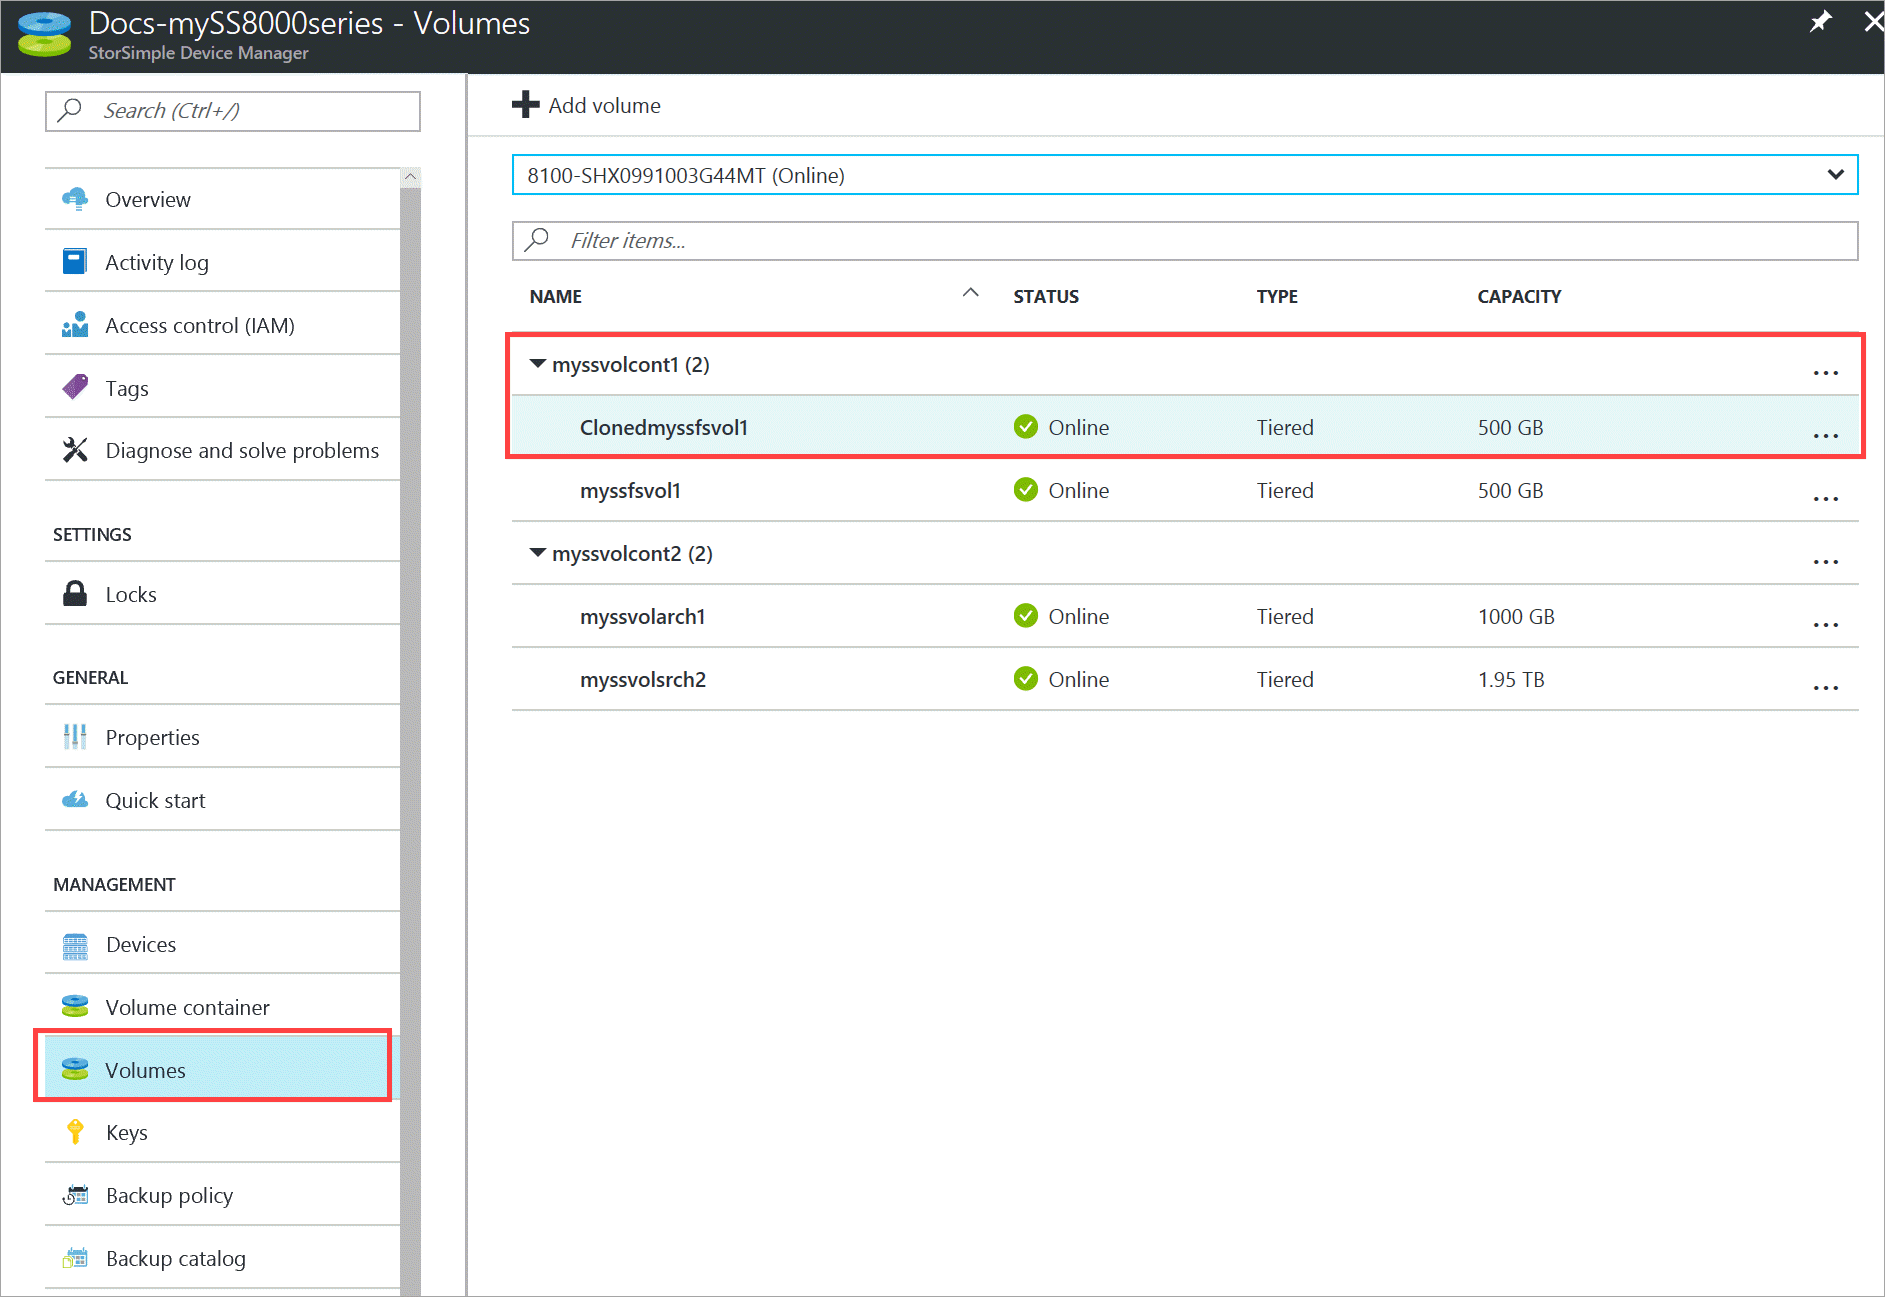 Docs-mySS8000series - Volumes
StorSimple Device Manager
Search (Ctrl+/)
Overview
Activity log
Access control (IAM)
Tags
Diagnose and solve problems
SETTINGS
Locks
GENERAL
Properties
Quick start
MANAGEMENT
Devices
Volume container
Volumes
Keys
Backup policy
Backup catalog
Add volume
8100-SHX0991003G44MT (Online)
Filter items...
NAME STATUS TYPE CAPACITY
myssvolcont1 (2) ...
Clonedmyssfsvol1 Online Tiered 500 GB ...
myssfsvol1 Online Tiered 500 GB ...
myssvolcont2 (2) ...
myssvolarch1 Online Tiered 1000 GB ...
myssvolsrch2 Online Tiered 1.95 TB ...